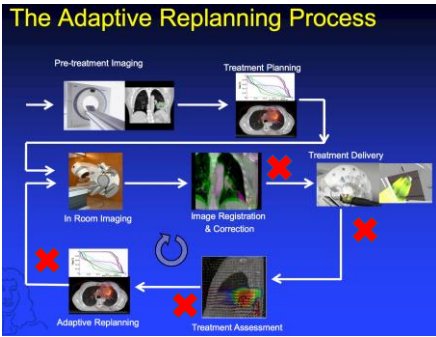 The Adaptive Replanning Process
Pre-treatment Imaging
Treatment Planning
Treatment Delivery
In Room Imaging
Image Registration
& Correction
Adaptive Replanning
Treatment Assessment